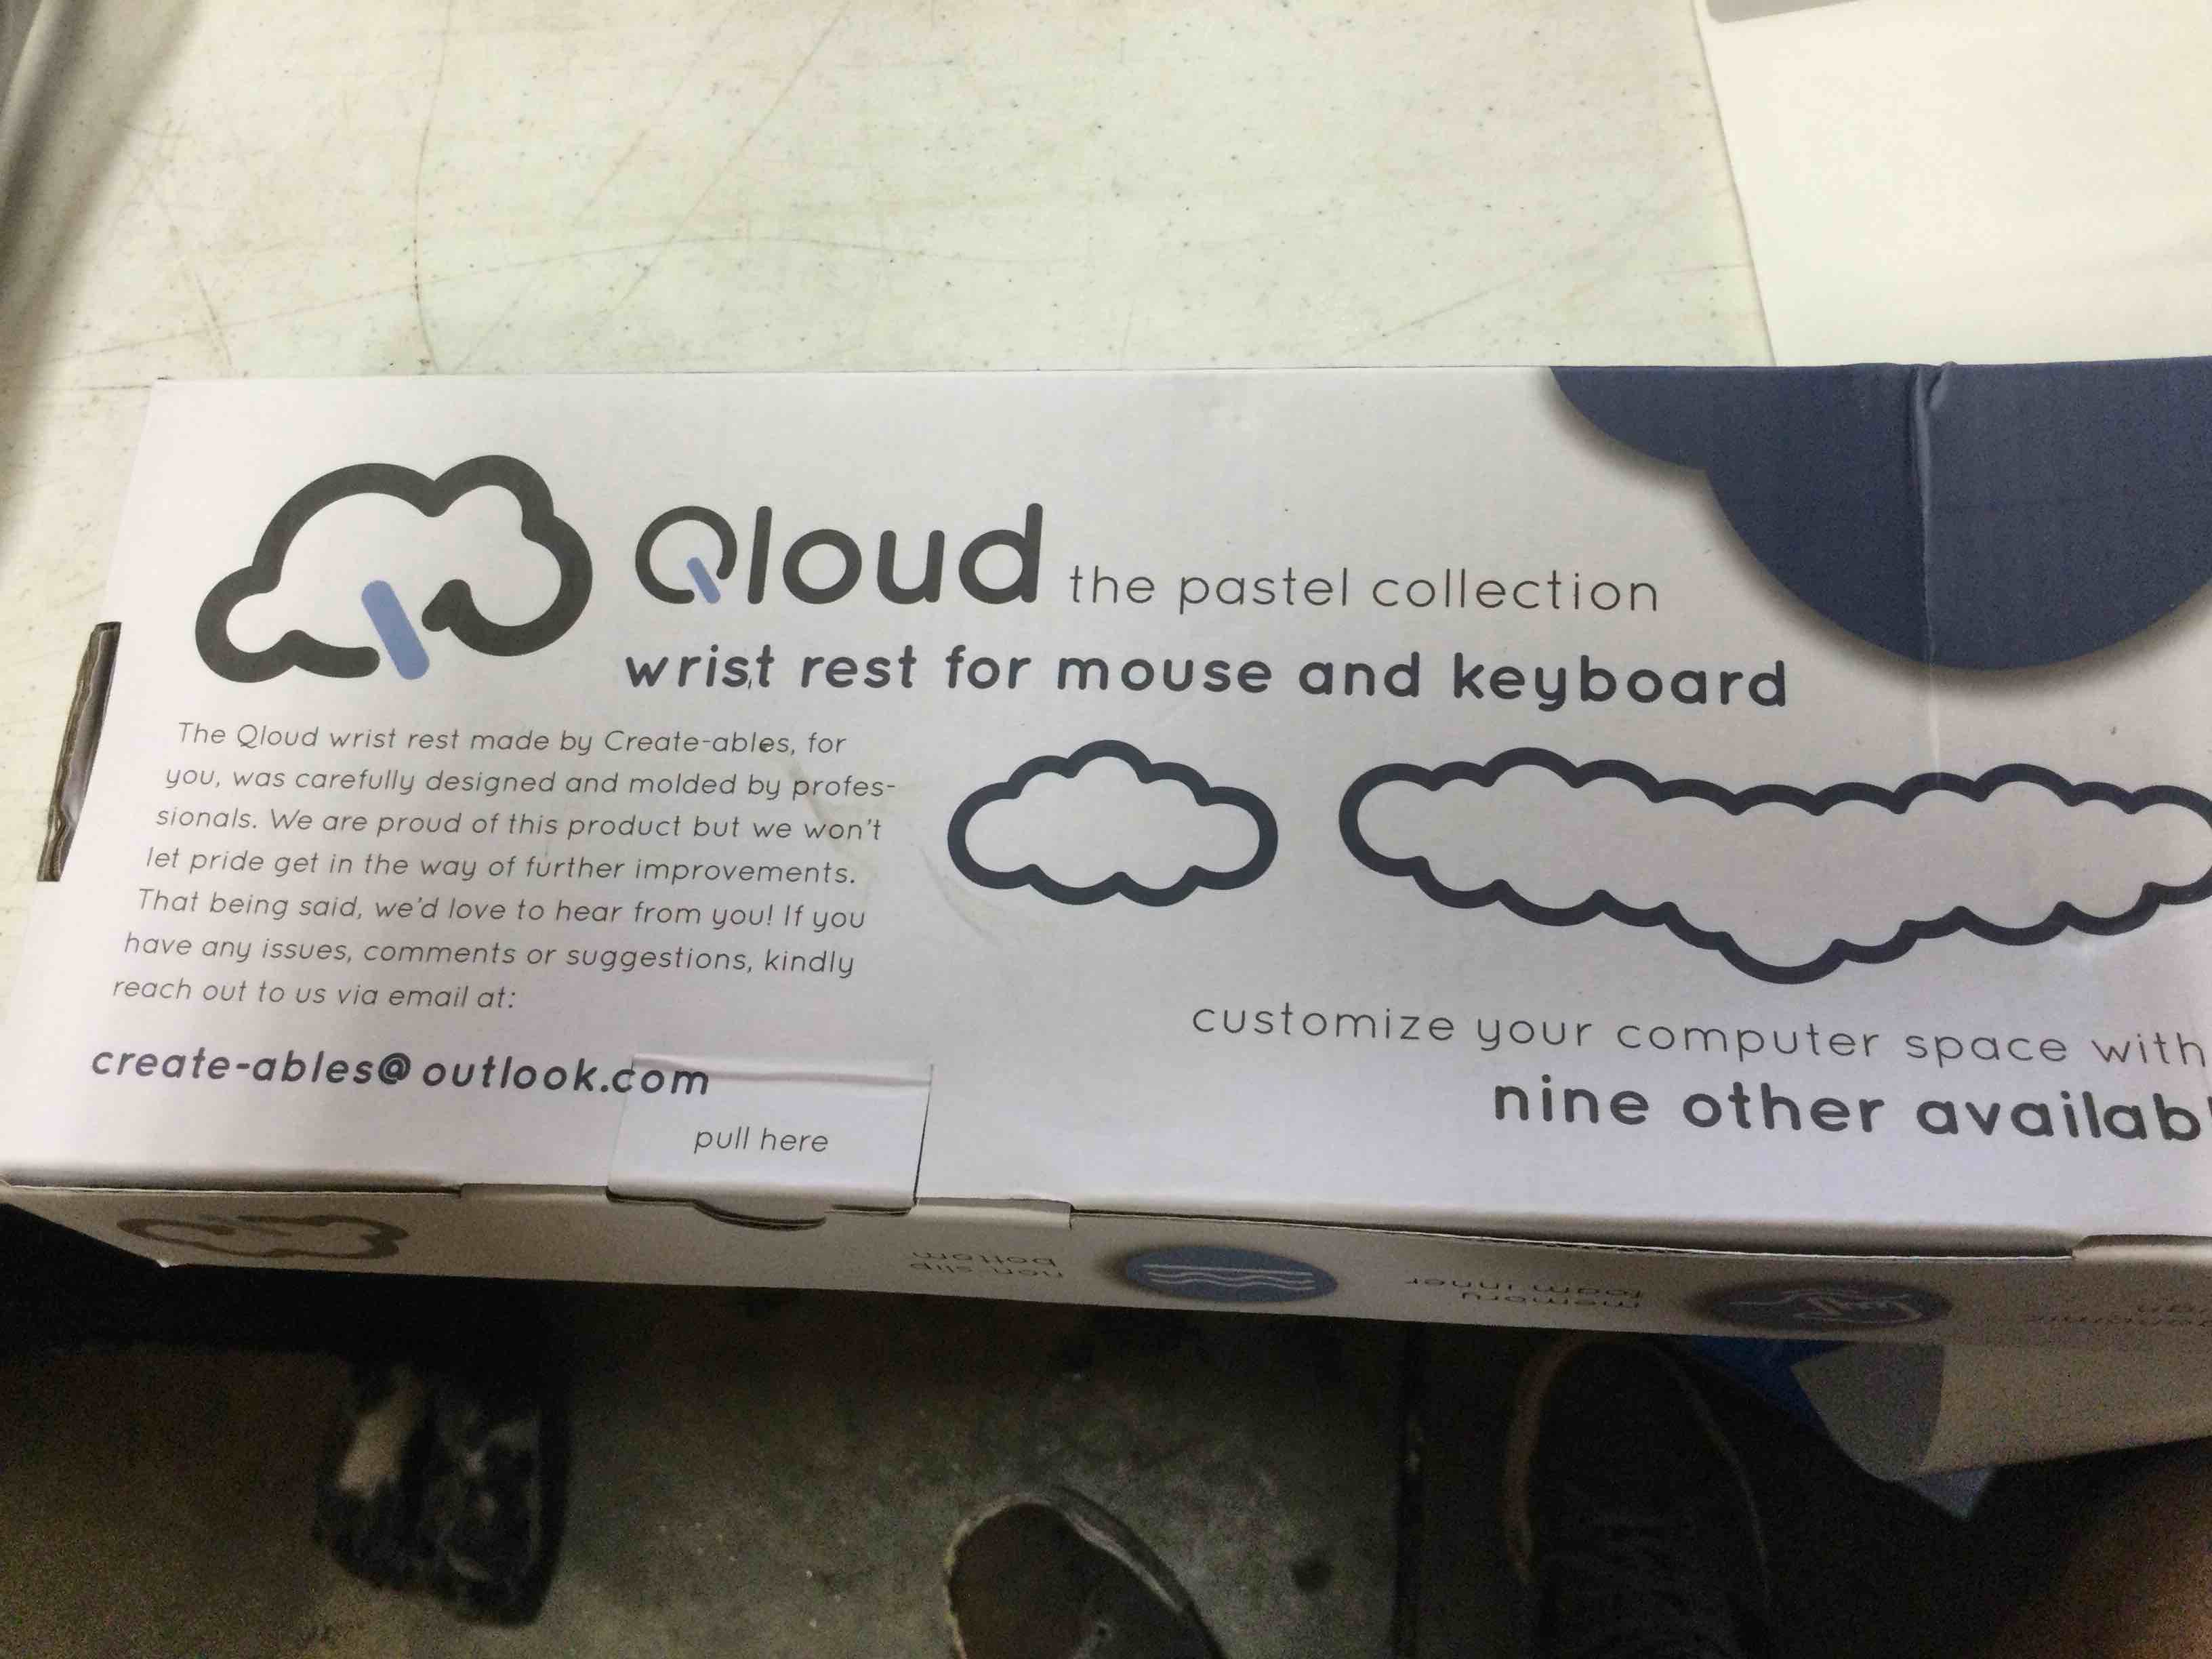 Qloud the pastel collection
wrist rest for mouse and keyboard
The Qloud wrist rest made by Create-ables, for
you, was carefully designed and molded by profes-
sionals. We are proud of this product but we won't
let pride get in the way of further improvements.
That being said, we'd love to hear from you! If you
have any issues, comments or suggestions, kindly
reach out to us via email at:
create-ables@outlook.com
pull here
customize your computer space with
nine other
non-slip
bottom
memory
foam inner